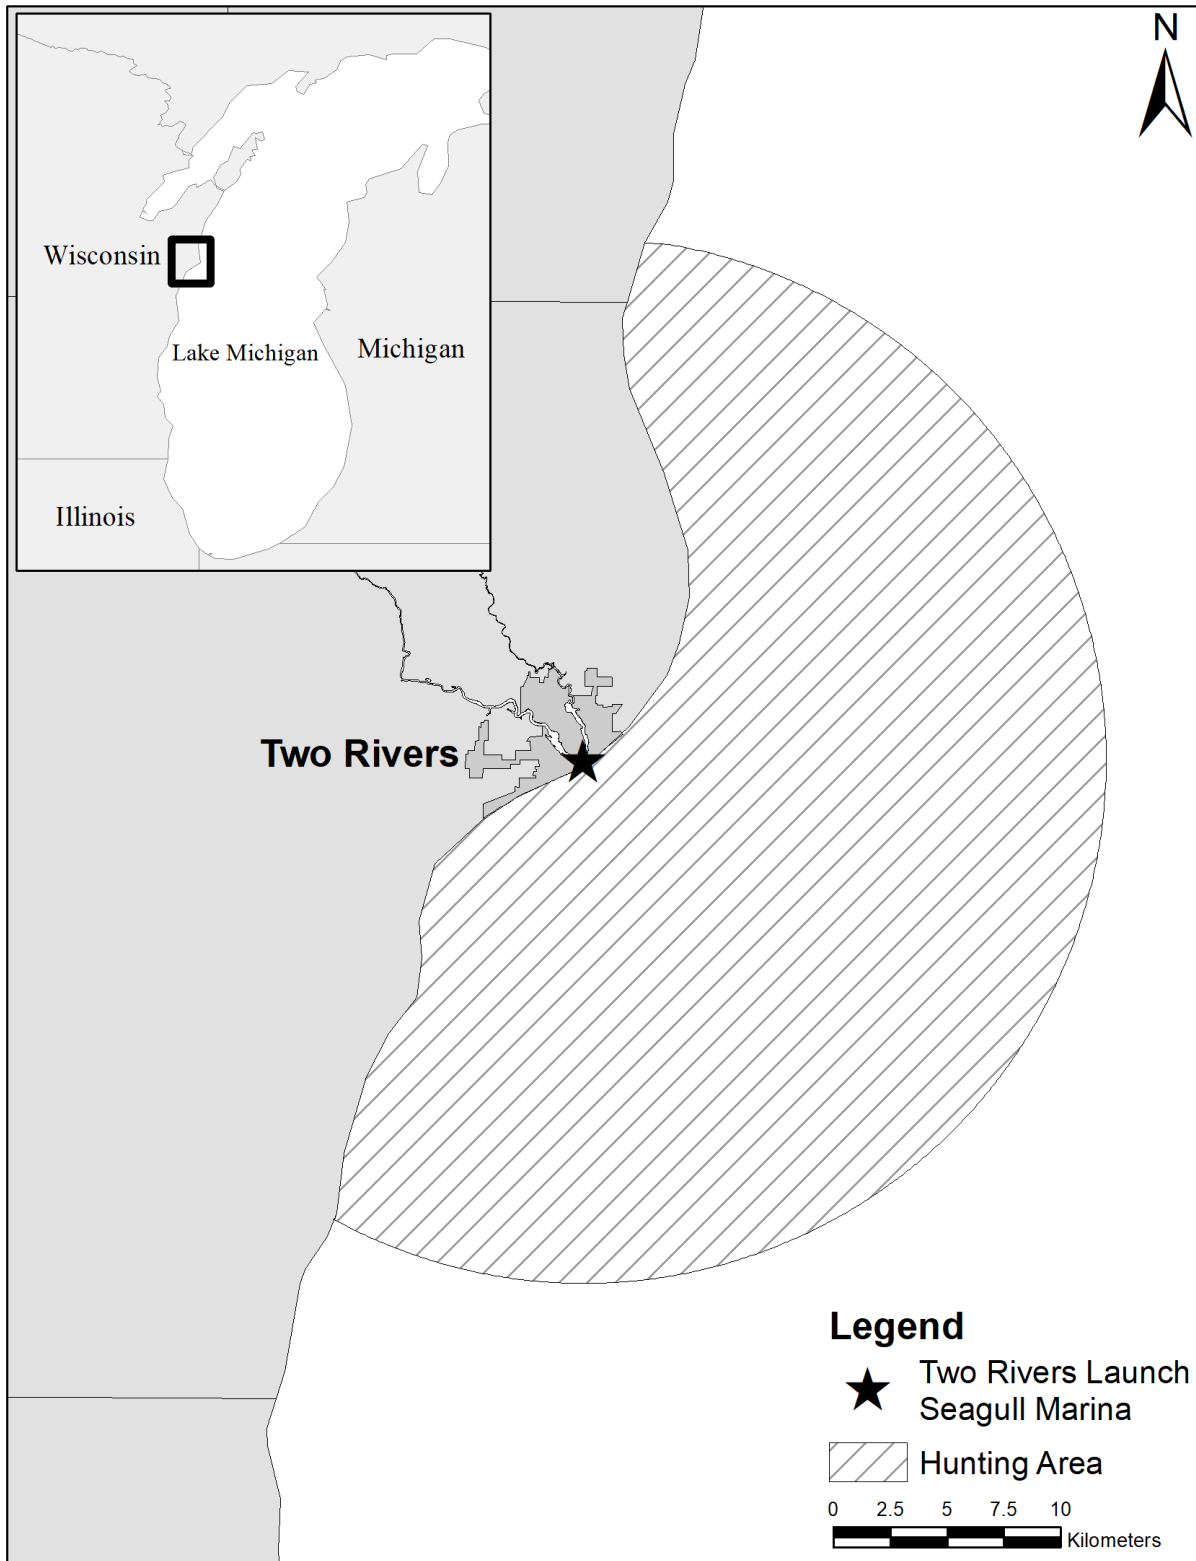 N
Wisconsin
Lake Michigan
Michigan
Illinois
Two Rivers
Legend
Two Rivers Launch
Seagull Marina
Hunting Area
0 2.5 5 7.5 10
Kilometers